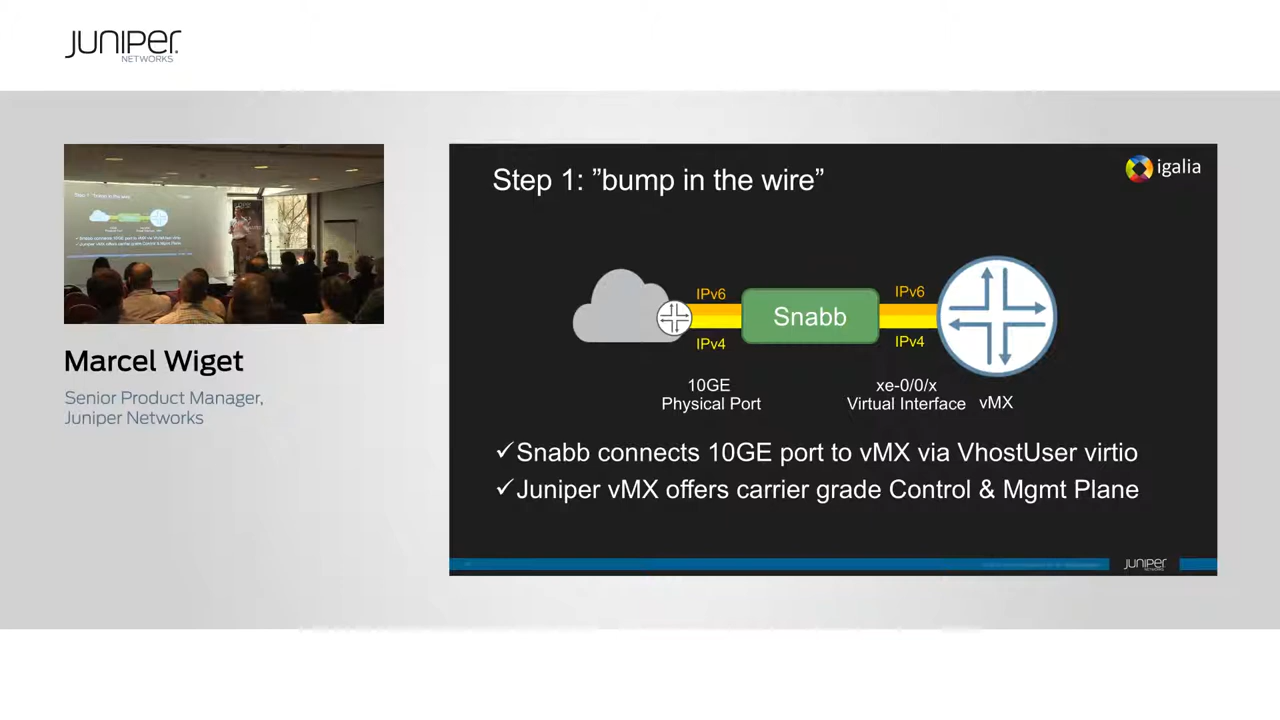 JUNIPER
NETWORKS
Step 1: ”bump in the wire”
igalia
IPv6
IPv6
Snabb
IPv4
IPv4
10GE
Physical Port
xe-0/0/x
Virtual Interface
vMX
✓Snabb connects 10GE port to vMX via VhostUser virtio
✓Juniper vMX offers carrier grade Control & Mgmt Plane
JUNIPER
NETWORKS
Marcel Wiget
Senior Product Manager,
Juniper Networks